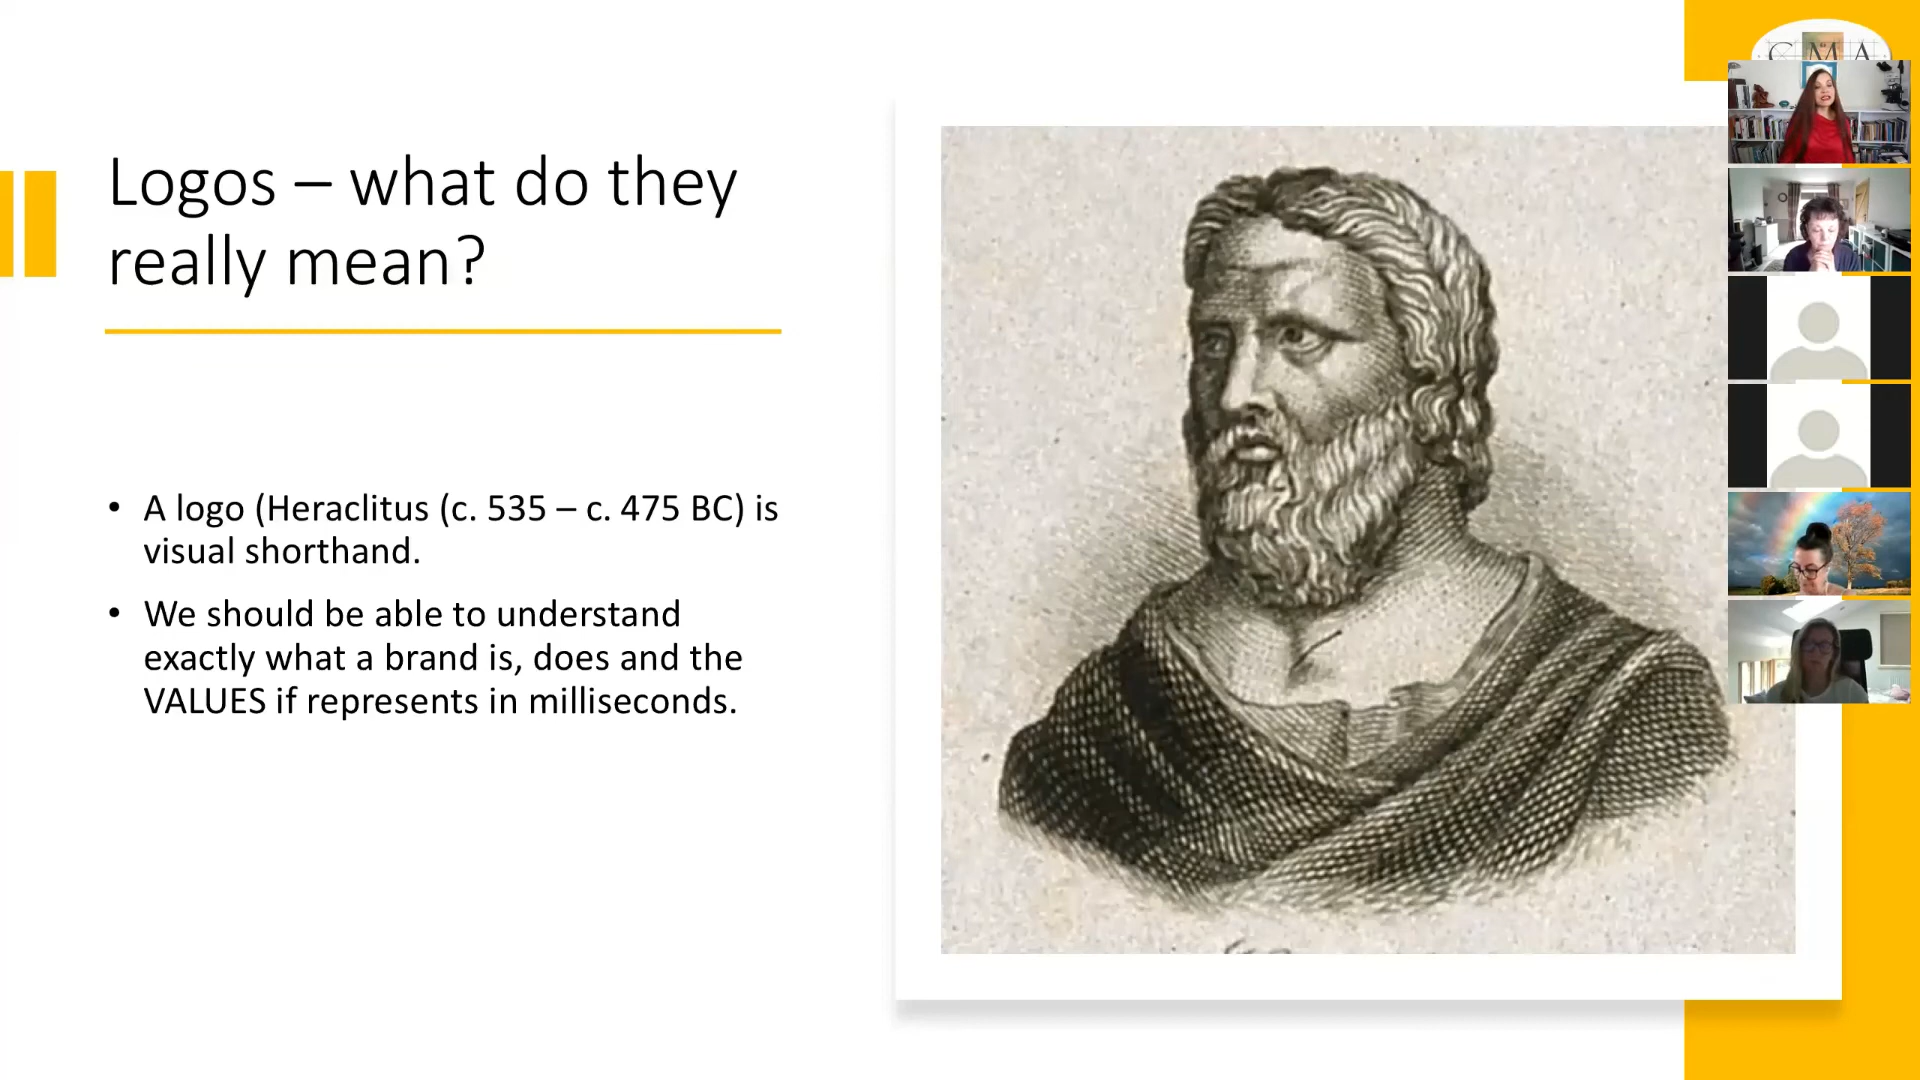 Logos – what do they
really mean?
• A logo (Heraclitus (c. 535 – c. 475 BC) is
visual shorthand.
• We should be able to understand
exactly what a brand is, does and the
VALUES if represents in milliseconds.
CMA